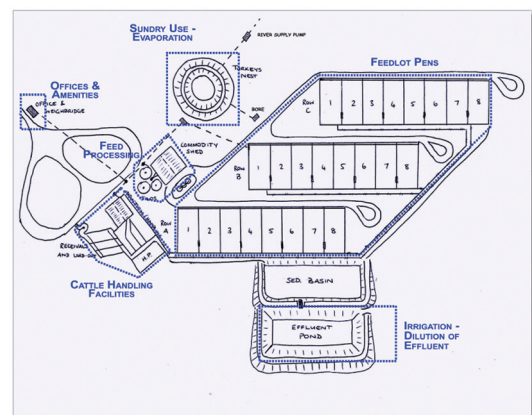 SUNDRY USE -
EVAPORATION
RIVER SUPPLY PUMP
TURKEYS
NEST
BORE
FEEDLOT PENS
ROW C
1 2 3 4 5 6 7 8
OFFICES &
AMENITIES
OFFICE &
WEIGHBRIDGE
FEED
PROCESSING
COMMODITY
SHED
SILOS
ROW B
1 2 3 4 5 6 7 8
ROW A
1 2 3 4 5 6 7 8
RECEIVAL
AND LOAD-OUT
H.P.
CATTLE HANDLING
FACILITIES
SED. BASIN
EFFLUENT
POND
IRRIGATION -
DILUTION OF
EFFLUENT